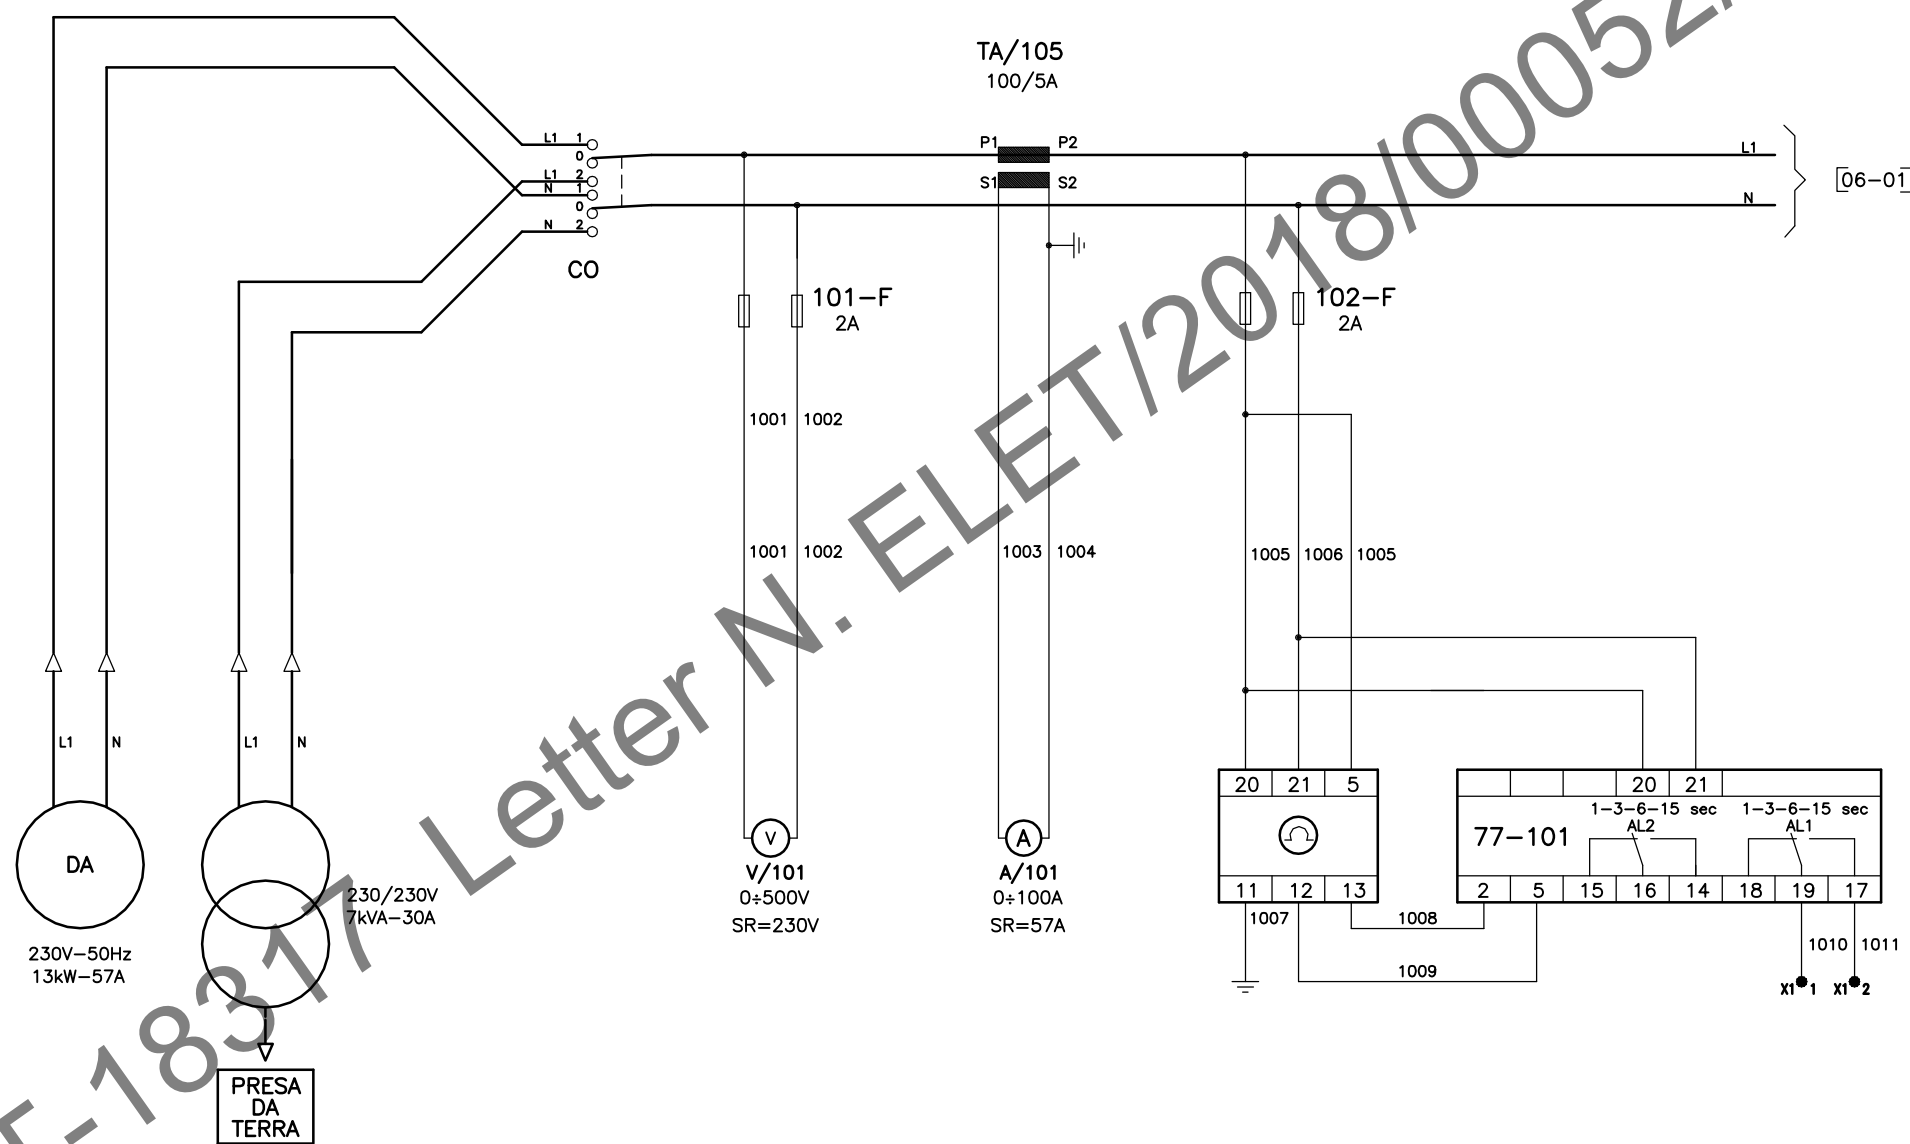 TA/105
100/5A
L1 1
0
L1 2
N 1
0
N 2
CO
P1 P2
S1 S2
L1
N
06-01
101-F
2A
102-F
2A
1001 1002
1001 1002
1003 1004
1005 1006 1005
L1 N
L1 N
DA
230V-50Hz
13kW-57A
230/230V
7kVA-30A
PRESA
DA
TERRA
V
V/101
0÷500V
SR=230V
A
A/101
0÷100A
SR=57A
20 21 5
11 12 13
1007
1008
1009
20 21
1-3-6-15 sec 1-3-6-15 sec
AL2 AL1
77-101
2 5 15 16 14 18 19 17
1010 1011
X1 1 X1 2
-18317 Letter N. ELET/2018/00052